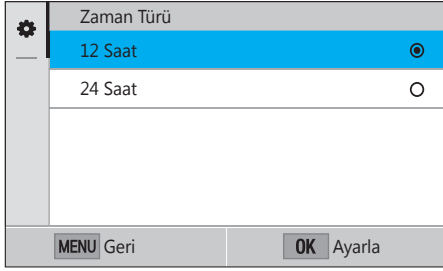 Zaman Türü
12 Saat
24 Saat
MENU Geri
OK Ayarla